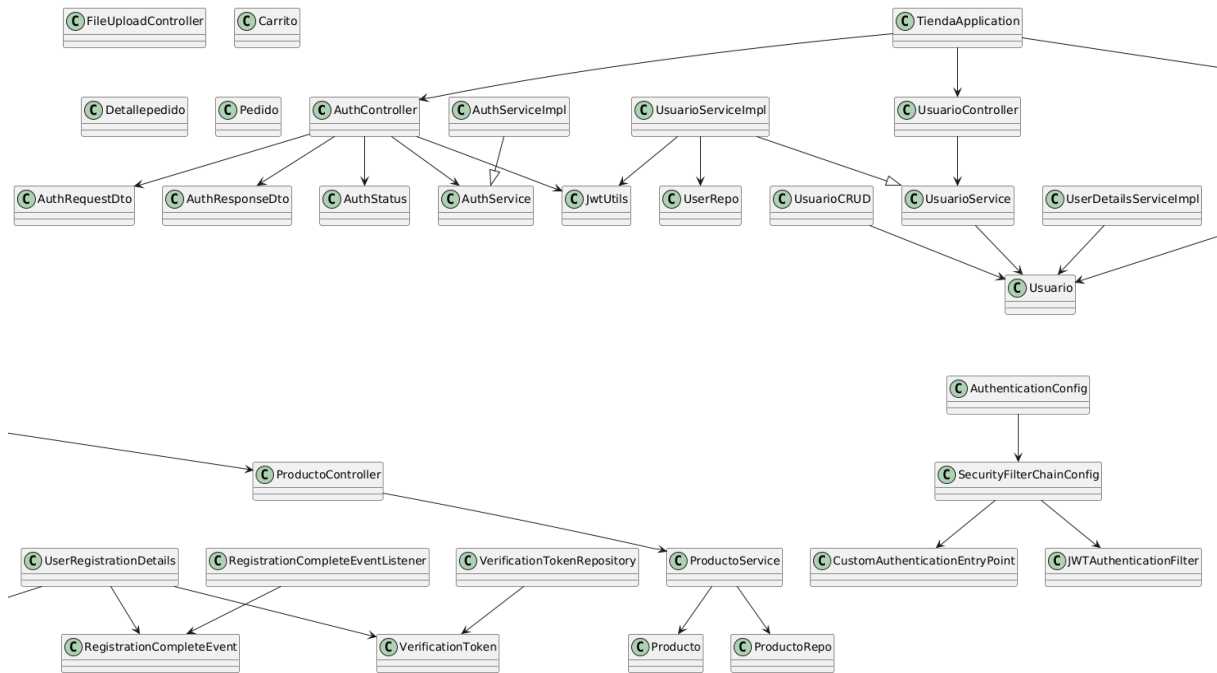 C FileUploadController
C Carrito
C TiendaApplication
C Detallepedido
C Pedido
C AuthController
C AuthServiceImpl
C UsuarioServiceImpl
C UsuarioController
C AuthRequestDto
C AuthResponseDto
C AuthStatus
C AuthService
C JwtUtils
C UserRepo
C UsuarioCRUD
C UsuarioService
C UserDetailsServiceImpl
C Usuario
C AuthenticationConfig
C ProductoController
C SecurityFilterChainConfig
C UserRegistrationDetails
C RegistrationCompleteEventListener
C VerificationTokenRepository
C ProductoService
C CustomAuthenticationEntryPoint
C JWTAuthenticationFilter
C RegistrationCompleteEvent
C VerificationToken
C Producto
C ProductoRepo